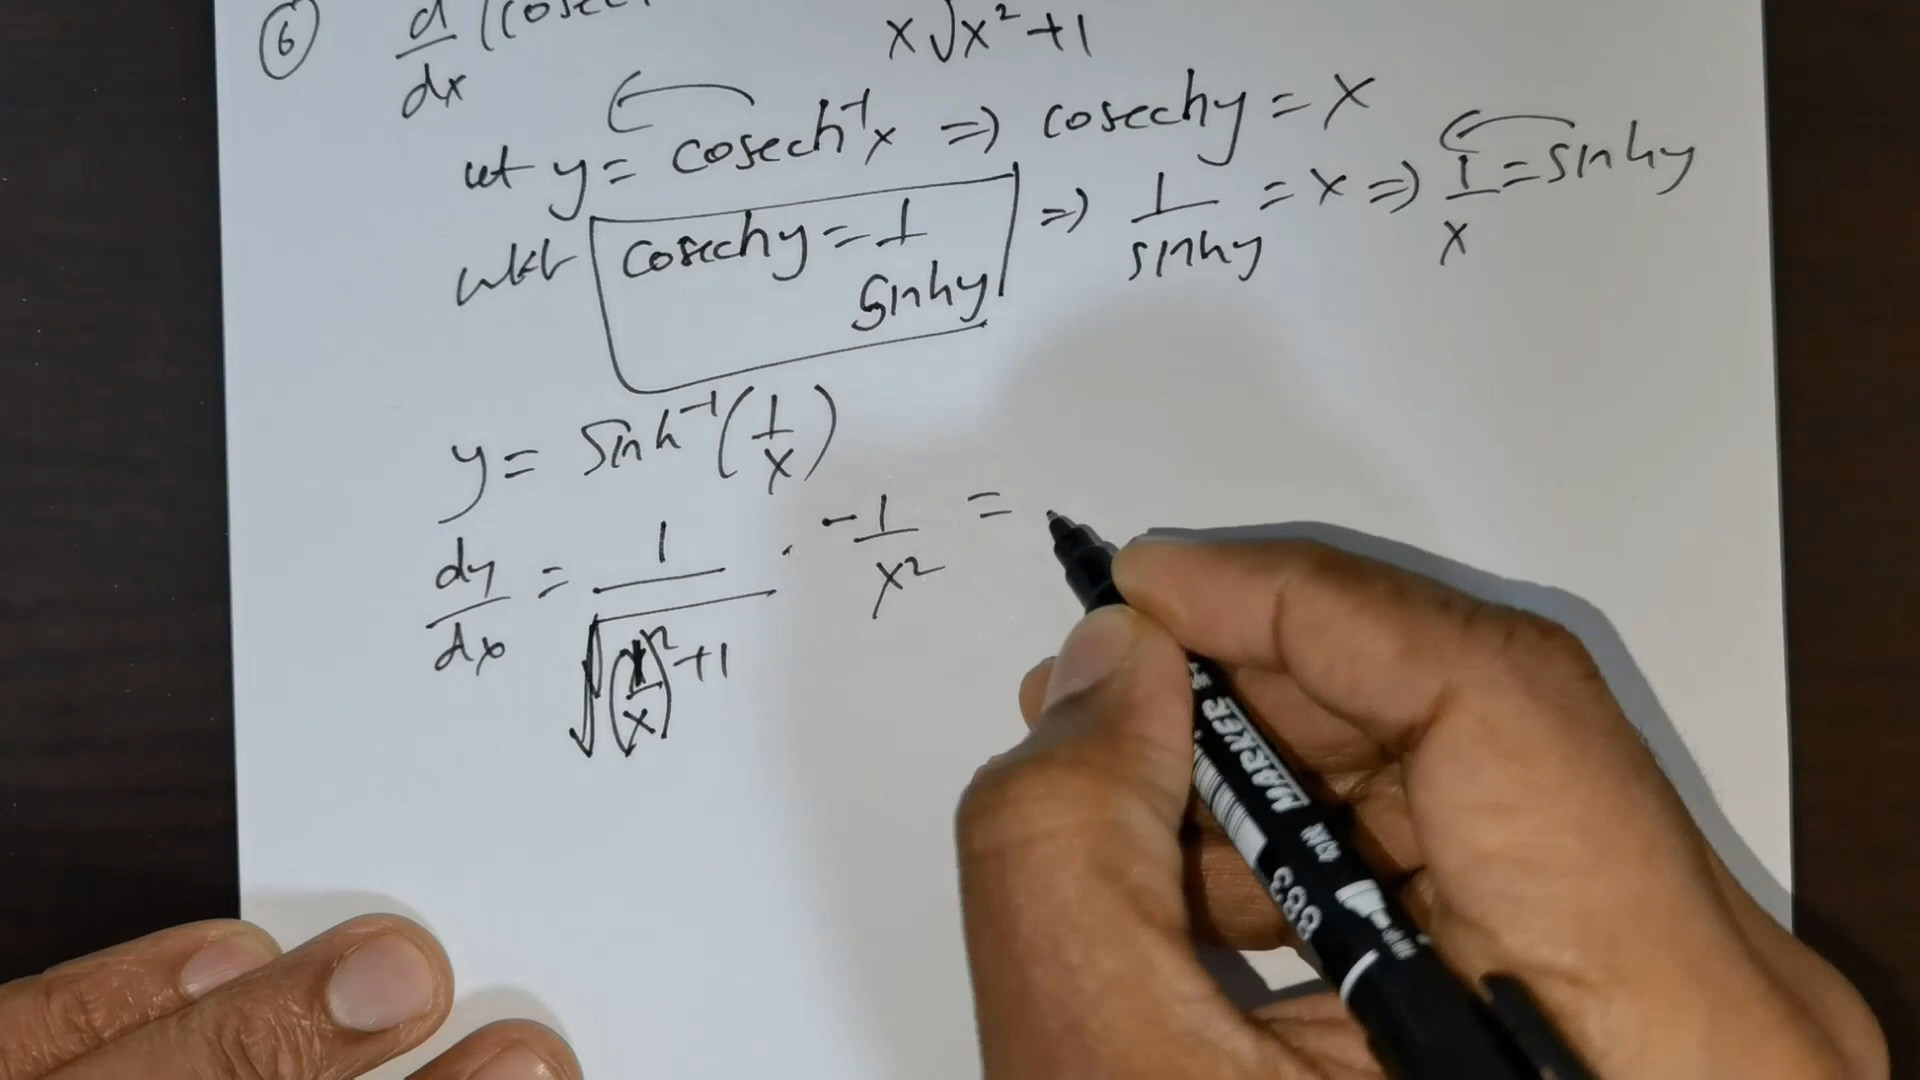 ⑥ d/dx (cosec
x√x²+1
let y = cosech⁻¹x ⇒ cosechy = x
wkt cosechy = 1/sinhy ⇒ 1/sinhy = x ⇒ 1/x = sinhy
y = sinh⁻¹(1/x)
dy/dx = 1/√(1/x)²+1 · -1/x² =
MARKER
883